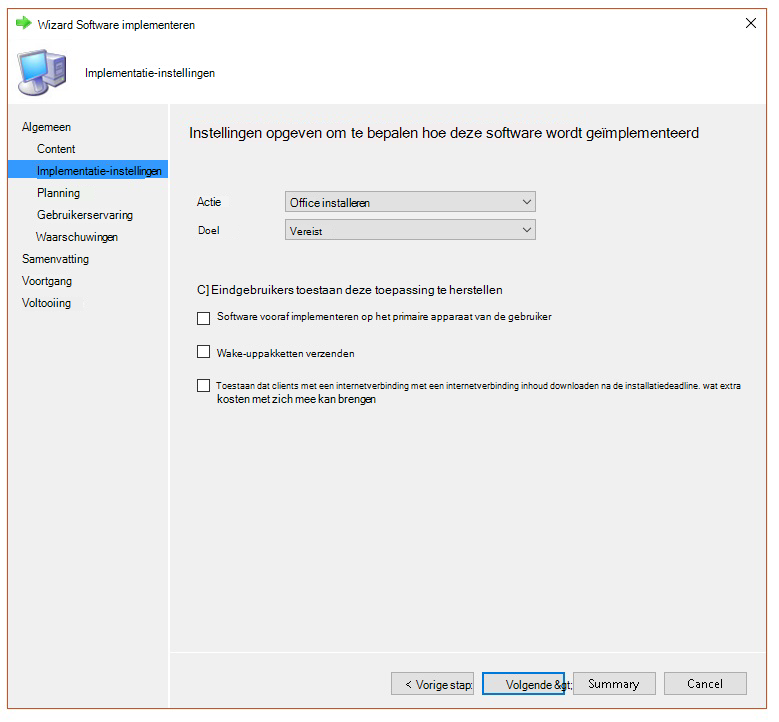 Wizard Software implementeren
Implementatie-instellingen
Algemeen
Content
Implementatie-instellingen
Planning
Gebruikerservaring
Waarschuwingen
Samenvatting
Voortgang
Voltooiing
Instellingen opgeven om te bepalen hoe deze software wordt geïmplementeerd
Actie
Office installeren
Doel
Vereist
C] Eindgebruikers toestaan deze toepassing te herstellen
Software vooraf implementeren op het primaire apparaat van de gebruiker
Wake-uppakketten verzenden
Toestaan dat clients met een internetverbinding met een internetverbinding inhoud downloaden na de installatiedeadline. wat extra
kosten met zich mee kan brengen
< Vorige stap:
Volgende &gt;
Summary
Cancel